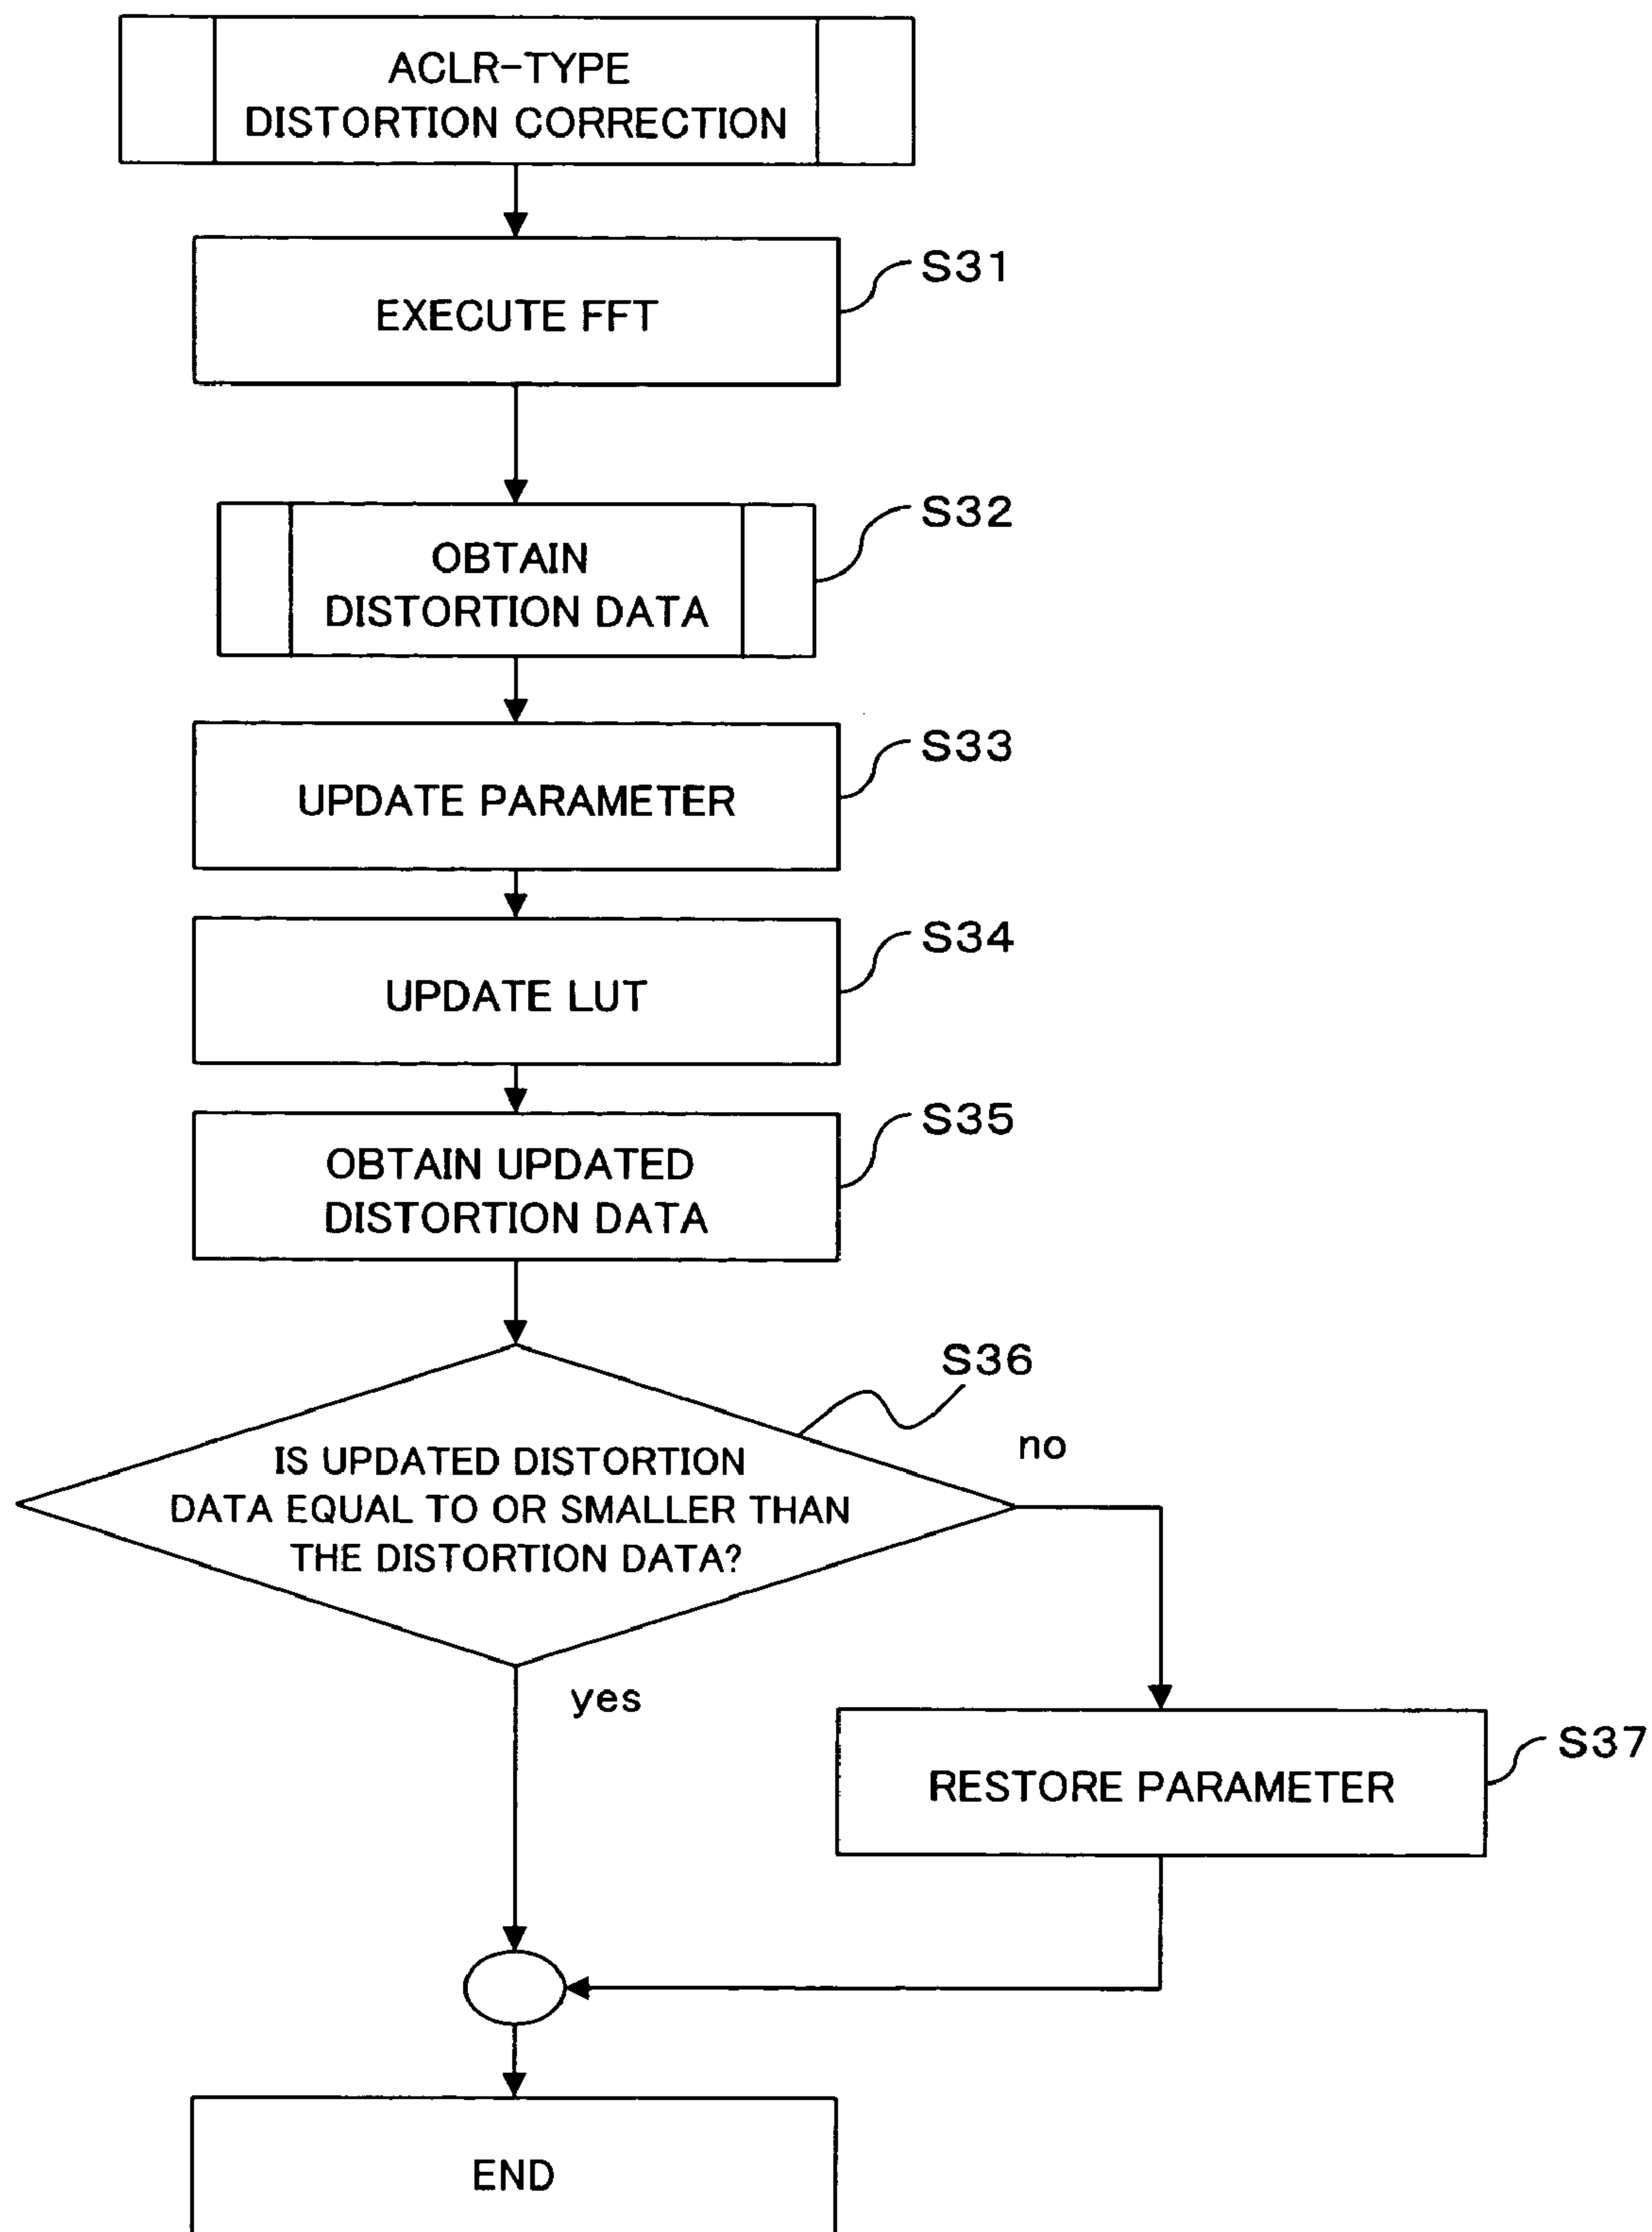 ACLR-TYPE
DISTORTION CORRECTION
S31
EXECUTE FFT
S32
OBTAIN
DISTORTION DATA
S33
UPDATE PARAMETER
S34
UPDATE LUT
S35
OBTAIN UPDATED
DISTORTION DATA
S36
no
IS UPDATED DISTORTION
DATA EQUAL TO OR SMALLER THAN
THE DISTORTION DATA?
yes
S37
RESTORE PARAMETER
END